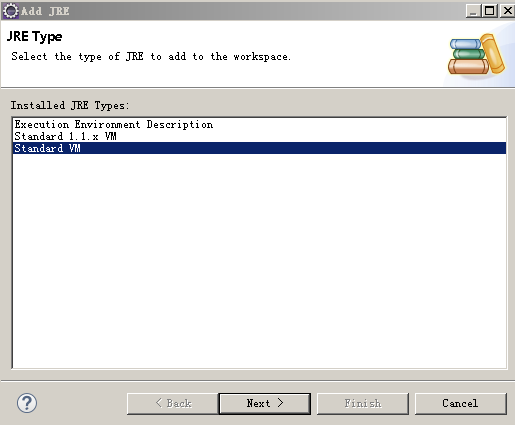 Add JRE
JRE Type
Select the type of JRE to add to the workspace.
Installed JRE Types:
Execution Environment Description
Standard 1.1.x VM
Standard VM
?
< Back
Next >
Finish
Cancel